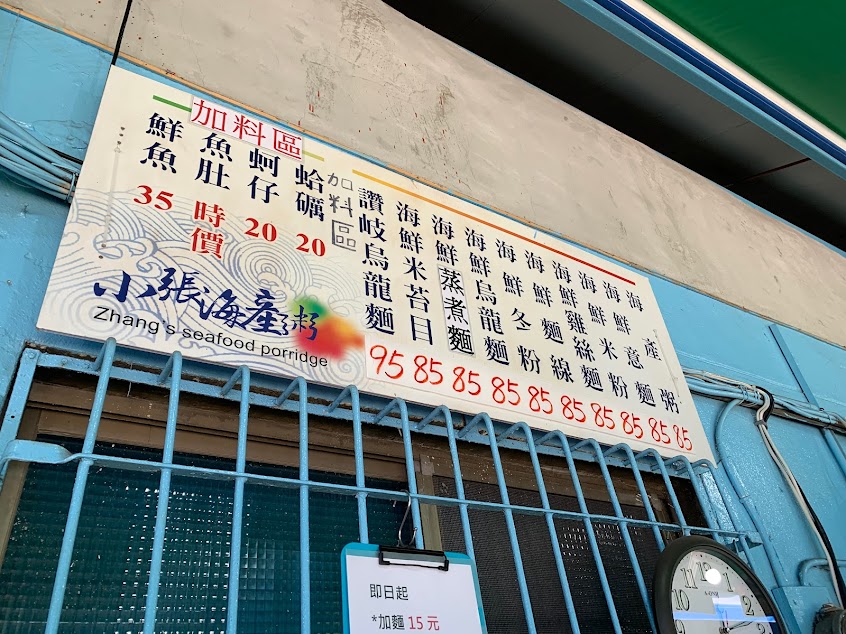 海產粥 85
海鮮意麵 85
海鮮米粉 85
海鮮雞絲麵 85
海鮮麵線 85
海鮮冬粉 85
海鮮烏龍麵 85
海鮮蒸煮麵 85
海鮮米苔日 85
讚岐烏龍麵 95
加料區
加料區
蛤礪 20
蚵仔 20
魚肚 時價
鮮魚 35
小張海產粥
Zhang's seafood porridge
即日起
*加麵 15 元